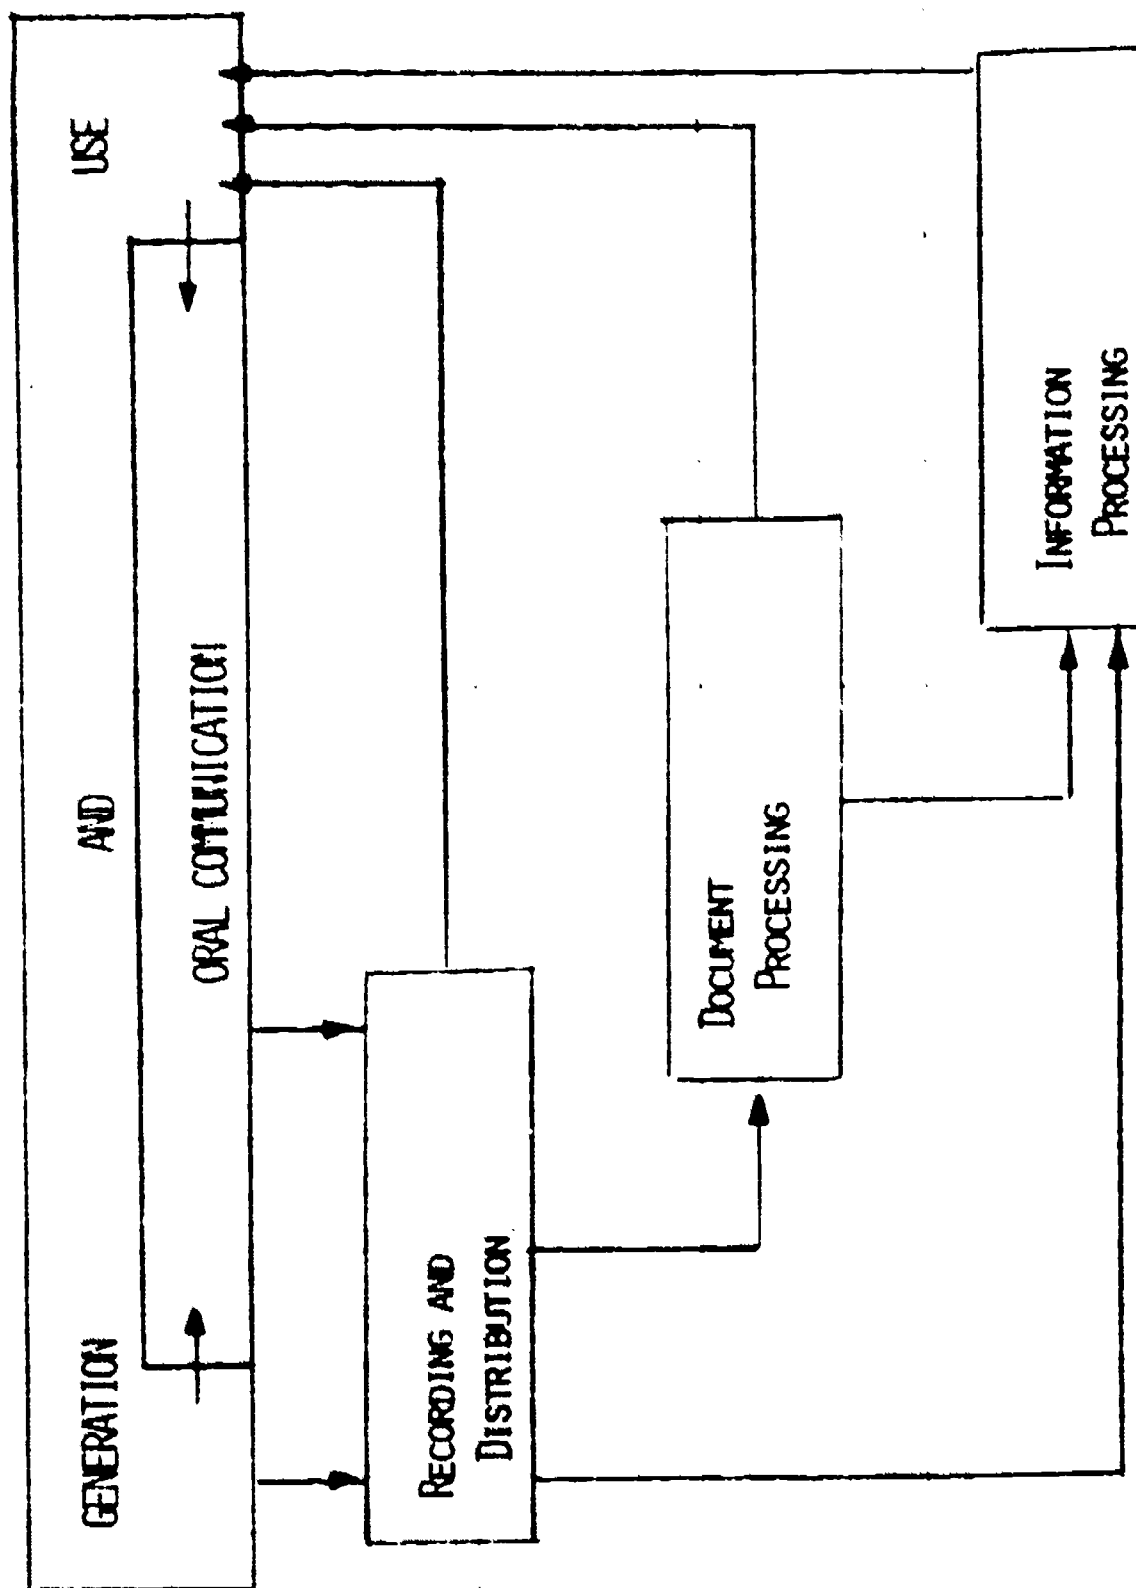 GENERATION AND USE
ORAL COMMUNICATION
RECORDING AND
DISTRIBUTION
DOCUMENT
PROCESSING
INFORMATION
PROCESSING